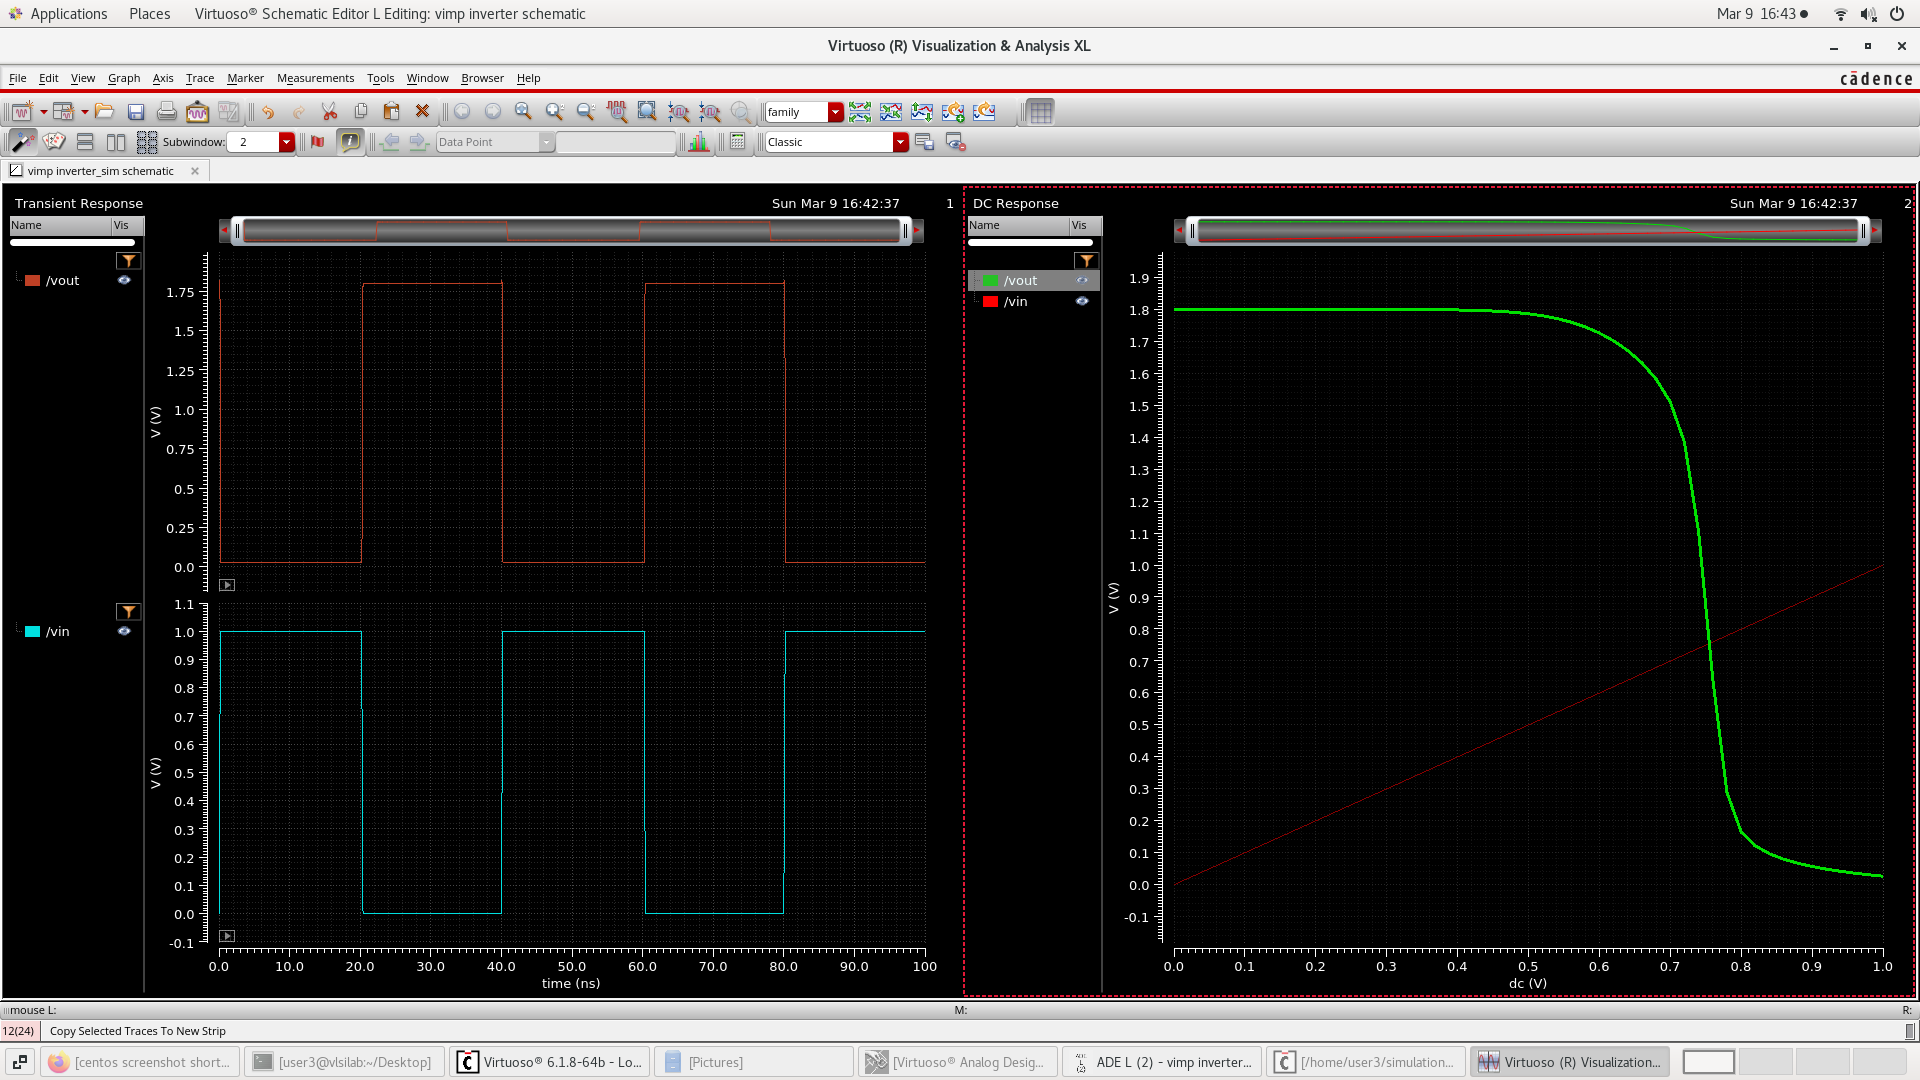 Applications Places Virtuoso® Schematic Editor L Editing: vimp inverter schematic Mar 9 16:43
Virtuoso (R) Visualization & Analysis XL
File Edit View Graph Axis Trace Marker Measurements Tools Window Browser Help cādence
family
Subwindow: 2 Data Point Classic
vimp inverter_sim schematic
Transient Response Sun Mar 9 16:42:37 1
Name Vis
/vout
V (V)
1.75
1.5
1.25
1.0
0.75
0.5
0.25
0.0
/vin
V (V)
1.1
1.0
0.9
0.8
0.7
0.6
0.5
0.4
0.3
0.2
0.1
0.0
-0.1
0.0 10.0 20.0 30.0 40.0 50.0 60.0 70.0 80.0 90.0 100
time (ns)
DC Response Sun Mar 9 16:42:37 2
Name Vis
/vout
/vin
V (V)
1.9
1.8
1.7
1.6
1.5
1.4
1.3
1.2
1.1
1.0
0.9
0.8
0.7
0.6
0.5
0.4
0.3
0.2
0.1
0.0
-0.1
0.0 0.1 0.2 0.3 0.4 0.5 0.6 0.7 0.8 0.9 1.0
dc (V)
mouse L: M: R:
12(24) Copy Selected Traces To New Strip
[centos screenshot short... [user3@vlsilab:~/Desktop] Virtuoso® 6.1.8-64b - Lo... [Pictures] [Virtuoso® Analog Desig... ADE L (2) - vimp inverter... [/home/user3/simulation... Virtuoso (R) Visualization...